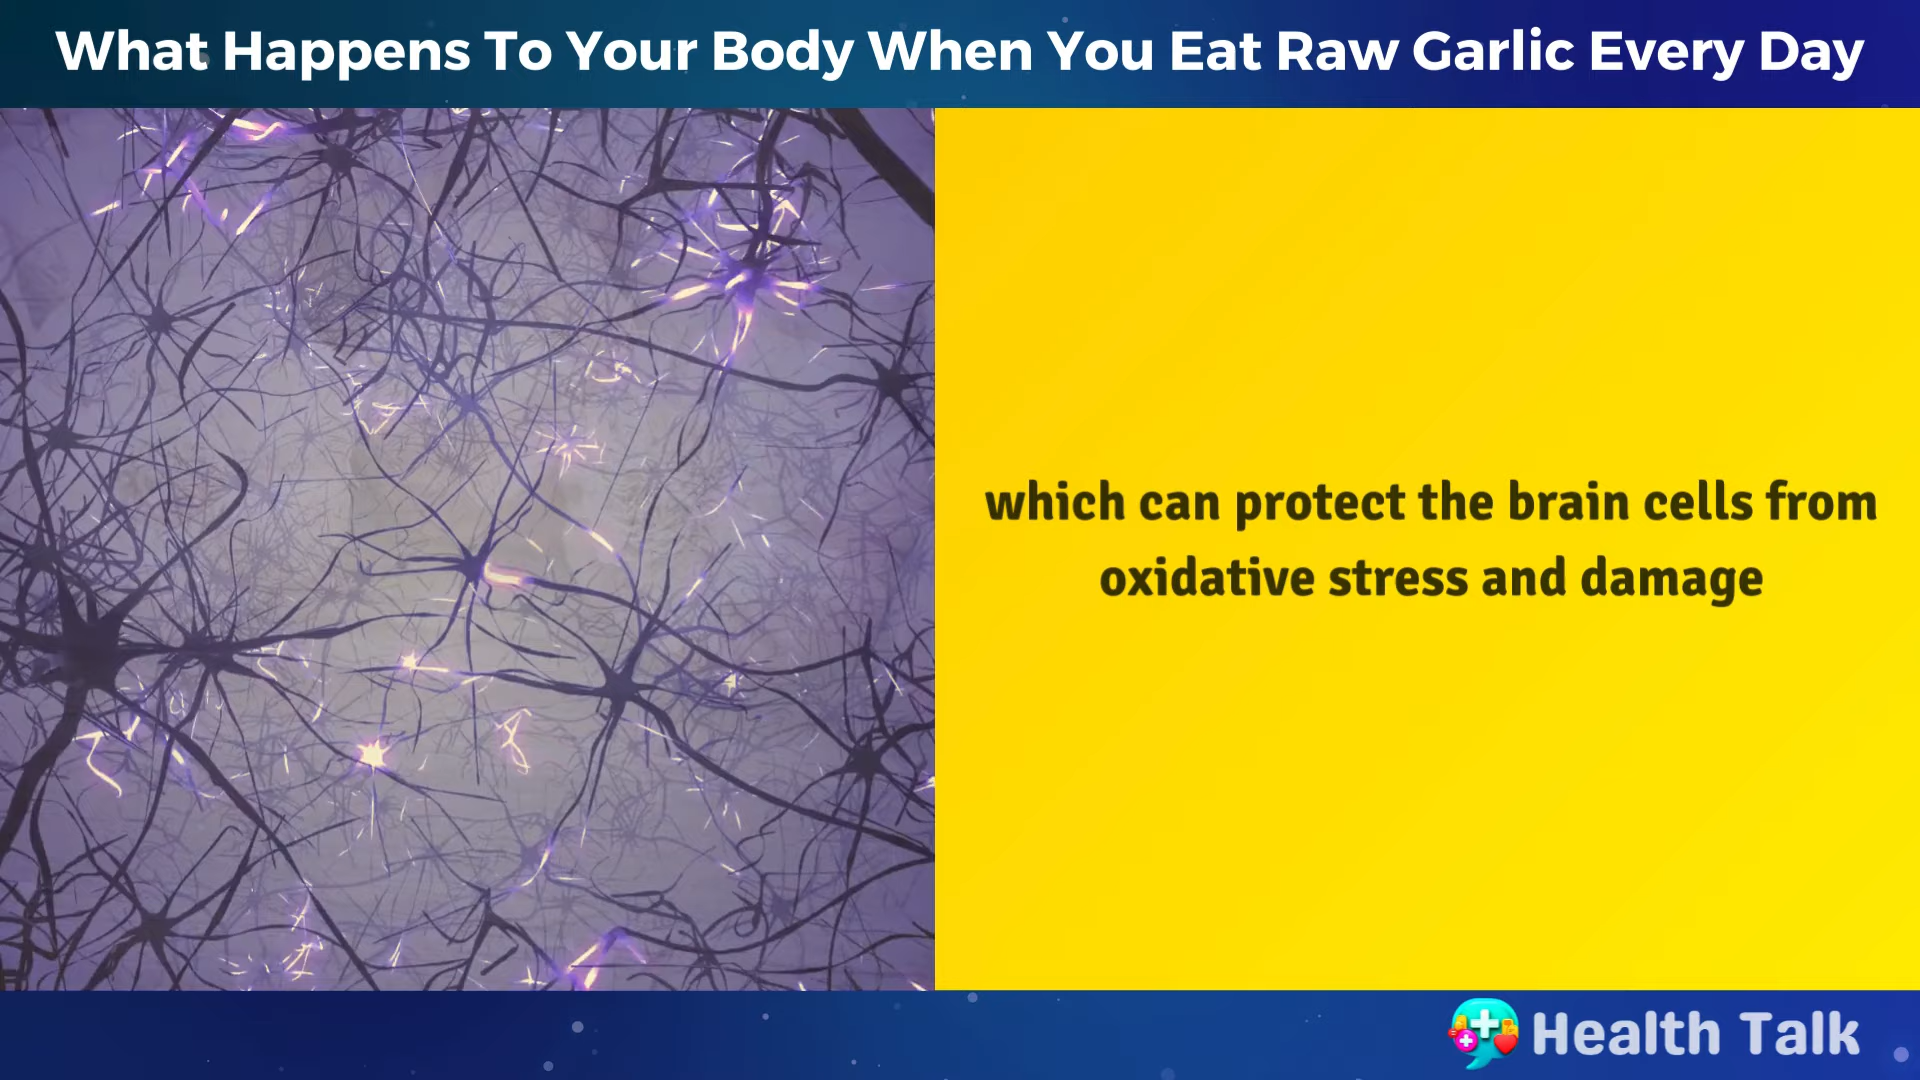 What Happens To Your Body When You Eat Raw Garlic Every Day
which can protect the brain cells from
oxidative stress and damage
Health Talk